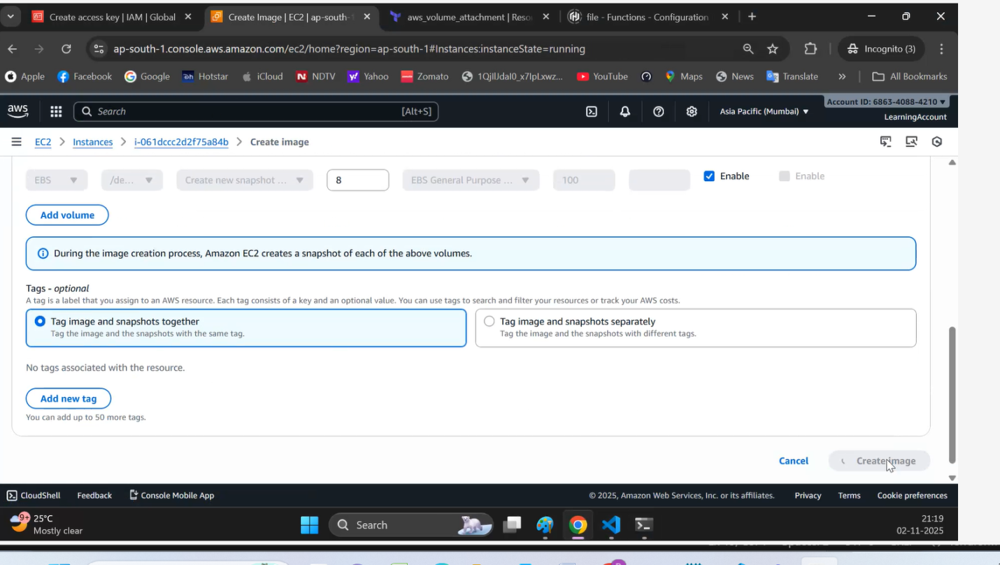 Create access key | IAM | Global
Create Image | EC2 | ap-south-1
aws_volume_attachment | Reso
file - Functions - Configuration
ap-south-1.console.aws.amazon.com/ec2/home?region=ap-south-1#Instances:instanceState=running
Incognito (3)
Apple Facebook Google Hotstar iCloud NDTV Yahoo Zomato YouTube Maps News Translate » All Bookmarks
aws Search [Alt+S] Asia Pacific (Mumbai) Account ID: 6863-4088-4210
LearningAccount
EC2 > Instances > i-061dccc2d2f75a84b > Create image
EBS /de... Create new snapshot ... 8 EBS General Purpose ... 100 Enable Enable
Add volume
During the image creation process, Amazon EC2 creates a snapshot of each of the above volumes.
Tags - optional
A tag is a label that you assign to an AWS resource. Each tag consists of a key and an optional value. You can use tags to search and filter your resources or track your AWS costs.
Tag image and snapshots together
Tag the image and the snapshots with the same tag.
Tag image and snapshots separately
Tag the image and the snapshots with different tags.
No tags associated with the resource.
Add new tag
You can add up to 50 more tags.
Cancel Create image
CloudShell Feedback Console Mobile App © 2025, Amazon Web Services, Inc. or its affiliates. Privacy Terms Cookie preferences
9+ 25°C
Mostly clear
Search
21:19
02-11-2025